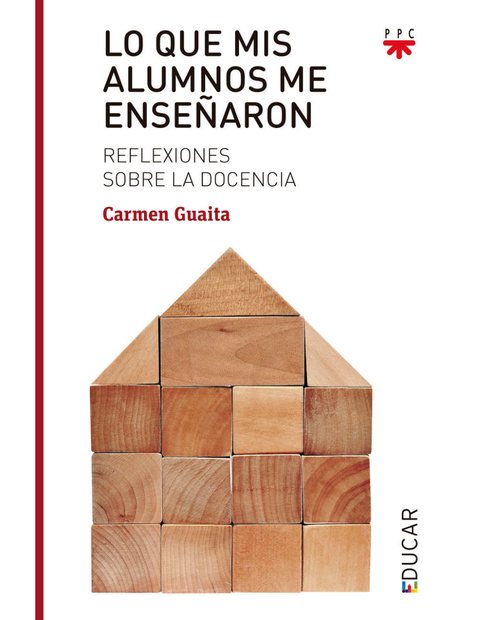 LO QUE MIS
ALUMNOS ME
ENSEÑARON
REFLEXIONES
SOBRE LA DOCENCIA
Carmen Guaita
PPC
EDUCAR